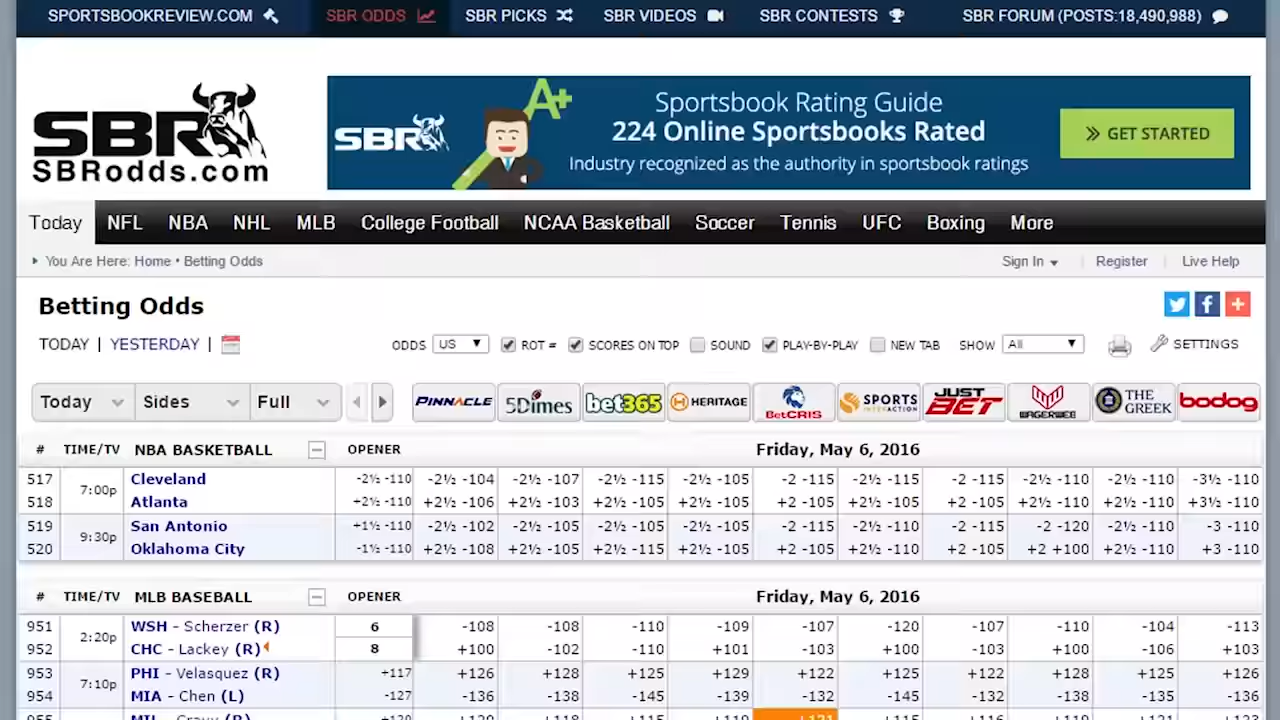 SPORTSBOOKREVIEW.COM SBR ODDS SBR PICKS SBR VIDEOS SBR CONTESTS SBR FORUM (POSTS:18,490,988)
SBR
SBRodds.com
SBR
A+
Sportsbook Rating Guide
224 Online Sportsbooks Rated
Industry recognized as the authority in sportsbook ratings
GET STARTED
Today NFL NBA NHL MLB College Football NCAA Basketball Soccer Tennis UFC Boxing More
You Are Here: Home • Betting Odds Sign In Register Live Help
Betting Odds
TODAY | YESTERDAY | ODDS US ROT # SCORES ON TOP SOUND PLAY-BY-PLAY NEW TAB SHOW All SETTINGS
Today Sides Full PINNACLE 5Dimes bet365 HERITAGE BetCRIS SPORTS INTERACTION JUST BET WAGERWEB THE GREEK bodog
# TIME/TV NBA BASKETBALL OPENER Friday, May 6, 2016
517 Cleveland -2½ -110 -2½ -104 -2½ -107 -2½ -115 -2½ -105 -2 -115 -2½ -115 -2 -115 -2½ -110 -2½ -110 -3½ -110
7:00p
518 Atlanta +2½ -110 +2½ -106 +2½ -103 +2½ -105 +2½ -105 +2 -105 +2½ -105 +2 -105 +2½ -110 +2½ -110 +3½ -110
519 San Antonio +1½ -110 -2½ -102 -2½ -105 -2½ -105 -2½ -105 -2 -115 -2½ -110 -2 -115 -2 -120 -2½ -110 -3 -110
9:30p
520 Oklahoma City -1½ -110 +2½ -108 +2½ -105 +2½ -115 +2½ -105 +2 -105 +2½ -110 +2 -105 +2 +100 +2½ -110 +3 -110
# TIME/TV MLB BASEBALL OPENER Friday, May 6, 2016
951 WSH - Scherzer (R) 6 -108 -108 -110 -109 -107 -120 -107 -110 -104 -113
2:20p
952 CHC - Lackey (R) 8 +100 -102 -110 +101 -103 +100 -103 +100 -106 +103
953 PHI - Velasquez (R) +117 +126 +128 +125 +129 +122 +125 +122 +128 +125 +126
7:10p
954 MIA - Chen (L) -127 -136 -138 -145 -139 -132 -145 -132 -138 -135 -136